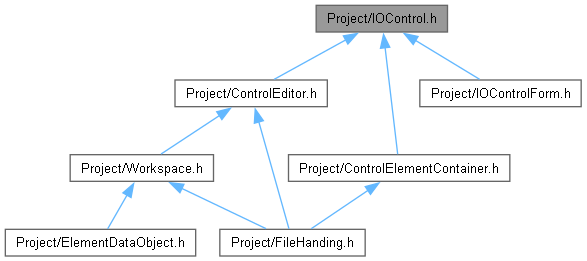 Project/IOControl.h
Project/ControlEditor.h
Project/IOControlForm.h
Project/Workspace.h
Project/ControlElementContainer.h
Project/ElementDataObject.h
Project/FileHanding.h